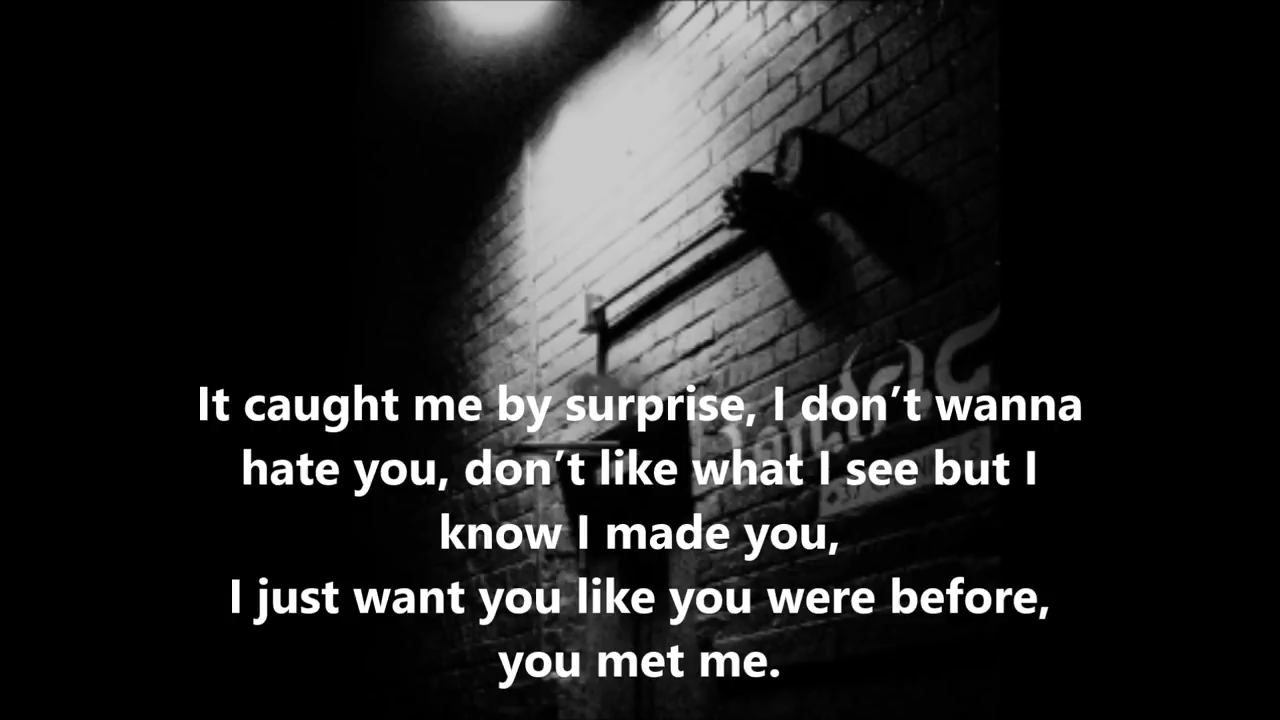 It caught me by surprise, I don’t wanna
hate you, don’t like what I see but I
know I made you,
I just want you like you were before,
you met me.